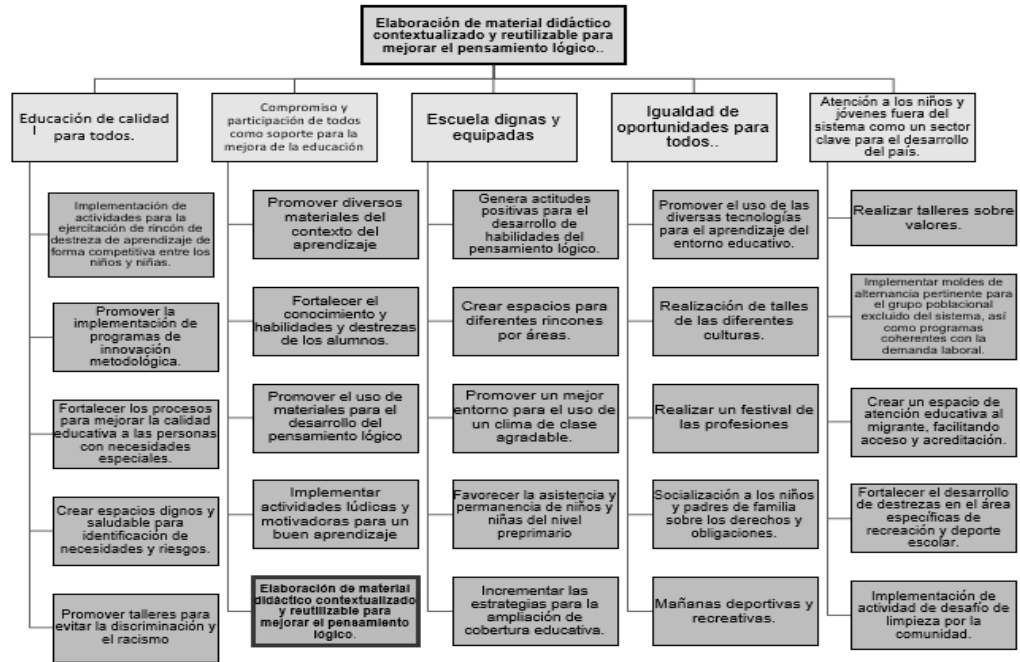 Elaboración de material didáctico
contextualizado y reutilizable para
mejorar el pensamiento lógico..
Educación de calidad
para todos.
Compromiso y
participación de todos
como soporte para la
mejora de la educación
Escuela dignas y
equipadas
Igualdad de
oportunidades para
todos..
Atención a los niños y
jóvenes fuera del
sistema como un sector
clave para el desarrollo
del país.
Implementación de
actividades para la
ejercitación de rincón de
destreza de aprendizaje de
forma competitiva entre los
niños y niñas.
Promover la
implementación de
programas de
innovación
metodológica.
Fortalecer los procesos
para mejorar la calidad
educativa a las personas
con necesidades
especiales.
Crear espacios dignos y
saludable para
identificación de
necesidades y riesgos.
Promover talleres para
evitar la discriminación y
el racismo
Promover diversos
materiales del
contexto del
aprendizaje
Fortalecer el
conocimiento y
habilidades y destrezas
de los alumnos.
Promover el uso de
materiales para el
desarrollo del
pensamiento lógico
Implementar
actividades lúdicas y
motivadoras para un
buen aprendizaje
Elaboración de material
didáctico contextualizado
y reutilizable para
mejorar el pensamiento
lógico.
Genera actitudes
positivas para el
desarrollo de
habilidades del
pensamiento lógico.
Crear espacios para
diferentes rincones
por áreas.
Promover un mejor
entorno para el uso de
un clima de clase
agradable.
Favorecer la asistencia y
permanencia de niños y
niñas del nivel
preprimario
Incrementar las
estrategias para la
ampliación de
cobertura educativa.
Promover el uso de las
diversas tecnologías
para el aprendizaje del
entorno educativo.
Realización de talles
de las diferentes
culturas.
Realizar un festival de
las profesiones
Socialización a los niños
y padres de familia
sobre los derechos y
obligaciones.
Mañanas deportivas y
recreativas.
Realizar talleres sobre
valores.
Implementar moldes de
alternancia pertinente para
el grupo poblacional
excluido del sistema, así
como programas
coherentes con la
demanda laboral.
Crear un espacio de
atención educativa al
migrante, facilitando
acceso y acreditación.
Fortalecer el desarrollo
de destrezas en el área
específicas de
recreación y deporte
escolar.
Implementación de
actividad de desafío de
limpieza por la
comunidad.